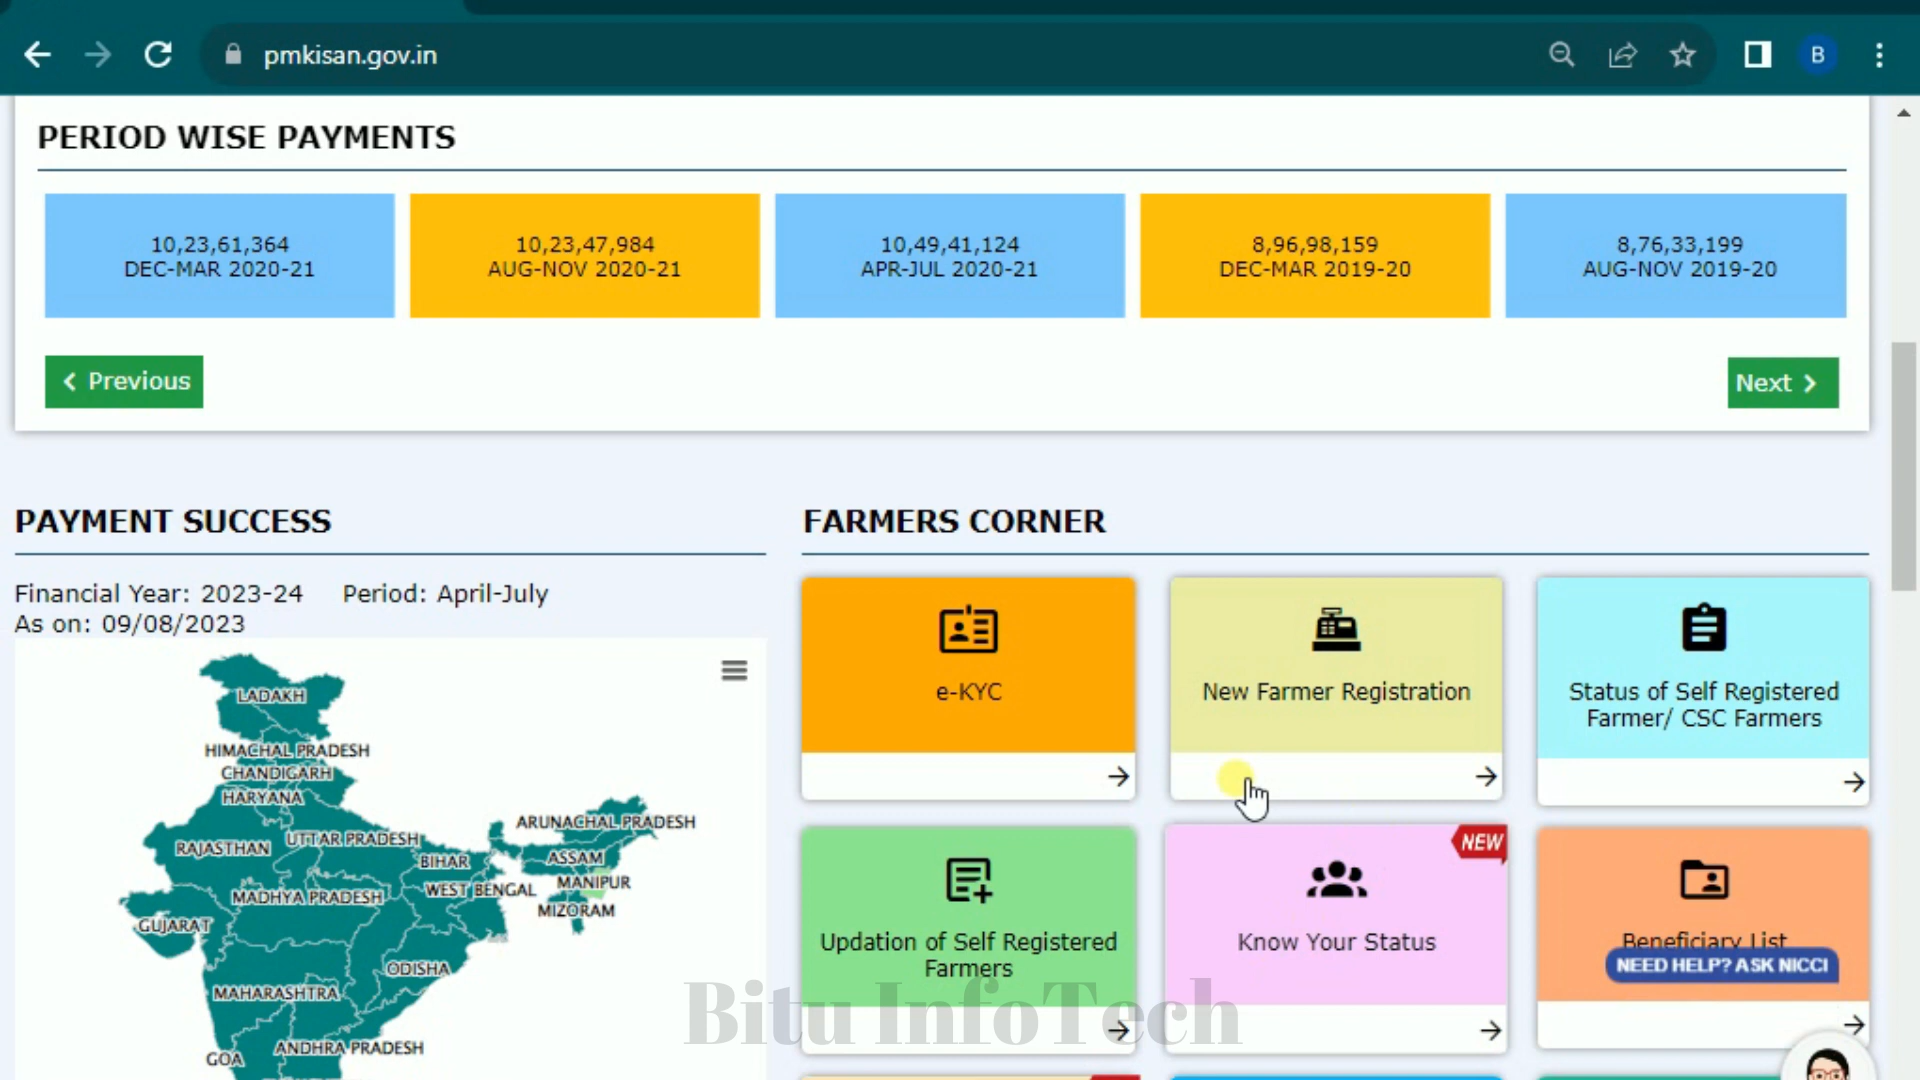 pmkisan.gov.in
B
PERIOD WISE PAYMENTS
10,23,61,364
DEC-MAR 2020-21
10,23,47,984
AUG-NOV 2020-21
10,49,41,124
APR-JUL 2020-21
8,96,98,159
DEC-MAR 2019-20
8,76,33,199
AUG-NOV 2019-20
Previous
Next
PAYMENT SUCCESS
Financial Year: 2023-24 Period: April-July
As on: 09/08/2023
LADAKH
HIMACHAL PRADESH
CHANDIGARH
HARYANA
ARUNACHAL PRADESH
RAJASTHAN
UTTAR PRADESH
BIHAR
ASSAM
WEST BENGAL
MANIPUR
MADHYA PRADESH
MIZORAM
GUJARAT
ODISHA
MAHARASHTRA
GOA
ANDHRA PRADESH
FARMERS CORNER
e-KYC
New Farmer Registration
Status of Self Registered
Farmer/ CSC Farmers
Updation of Self Registered
Farmers
NEW
Know Your Status
Beneficiary List
NEED HELP? ASK NICCI
Bitu InfoTech